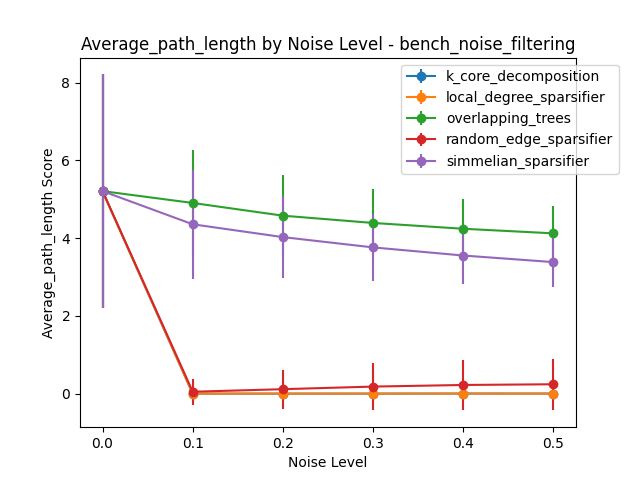 Average_path_length by Noise Level - bench_noise_filtering
Average_path_length Score
8
6
4
2
0
k_core_decomposition
local_degree_sparsifier
overlapping_trees
random_edge_sparsifier
simmelian_sparsifier
0.0 0.1 0.2 0.3 0.4 0.5
Noise Level